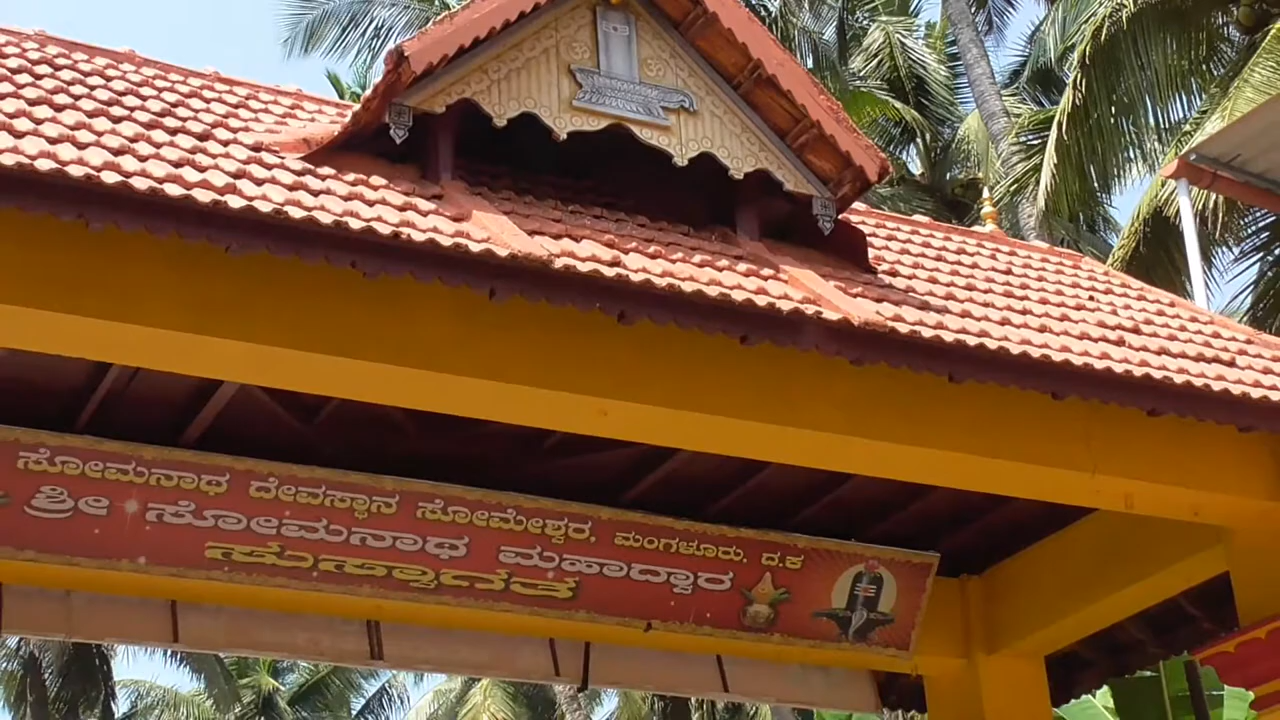 ಸೋಮನಾಥ ದೇವಸ್ಥಾನ ಸೋಮೇಶ್ವರ, ಮಂಗಳೂರು. ದ.ಕ
ಶ್ರೀ ಸೋಮನಾಥ ಮಹಾದ್ವಾರ
ಸುಸ್ವಾಗತ